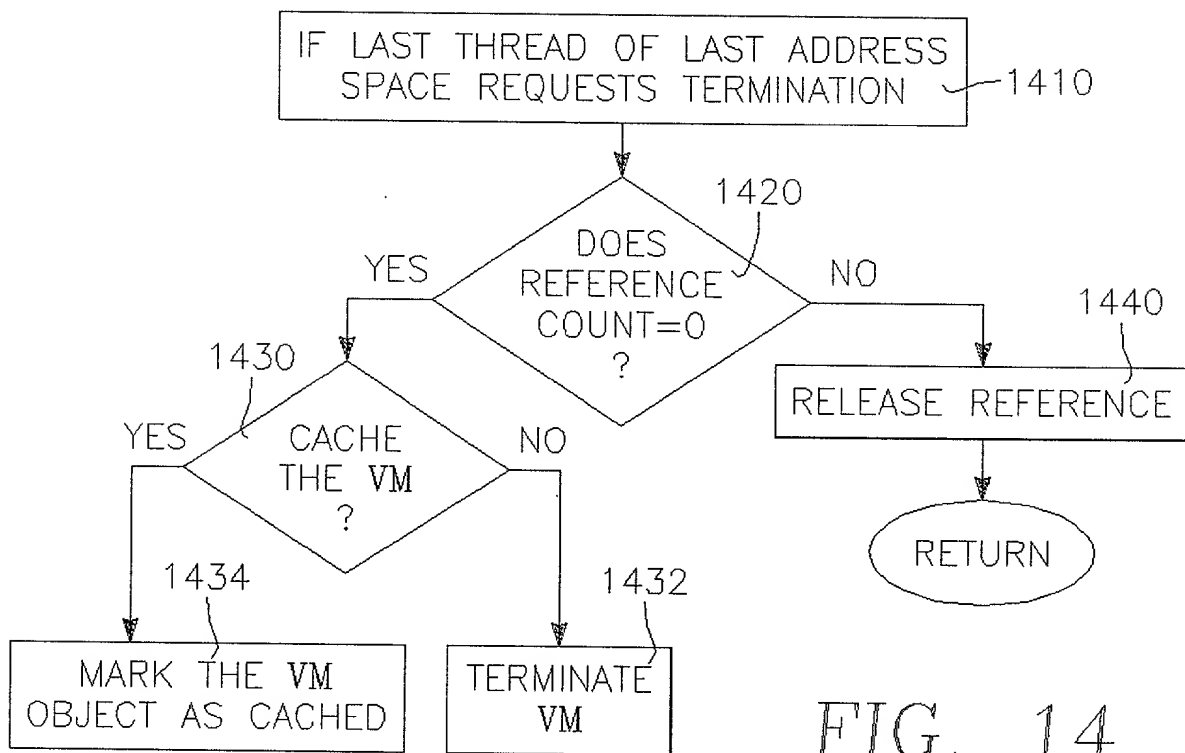 IF LAST THREAD OF LAST ADDRESS
SPACE REQUESTS TERMINATION
1410
1420
DOES
REFERENCE
COUNT=0
?
YES
NO
1440
RELEASE REFERENCE
RETURN
1430
CACHE
THE VM
?
YES
NO
1434
MARK THE VM
OBJECT AS CACHED
1432
TERMINATE
VM
FIG. 14